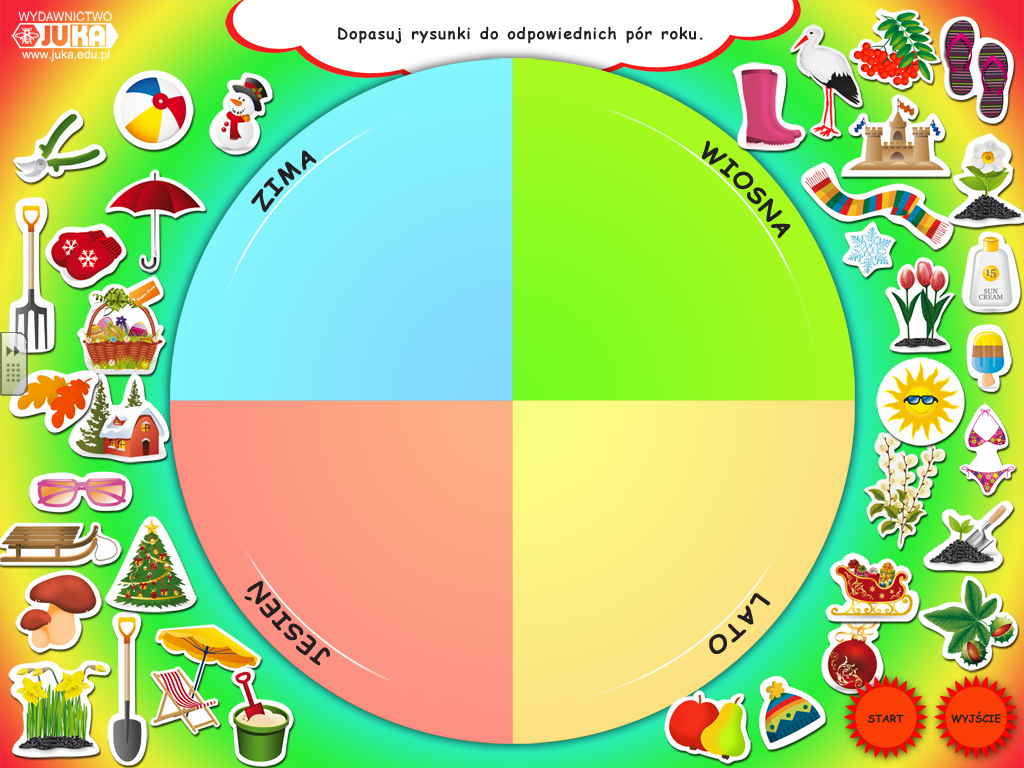 WYDAWNICTWO
JUKA
www.juka.edu.pl
Dopasuj rysunki do odpowiednich pór roku.
ZIMA
WIOSNA
15
SUN
CREAM
JESIEŃ
LATO
START
WYJŚCIE